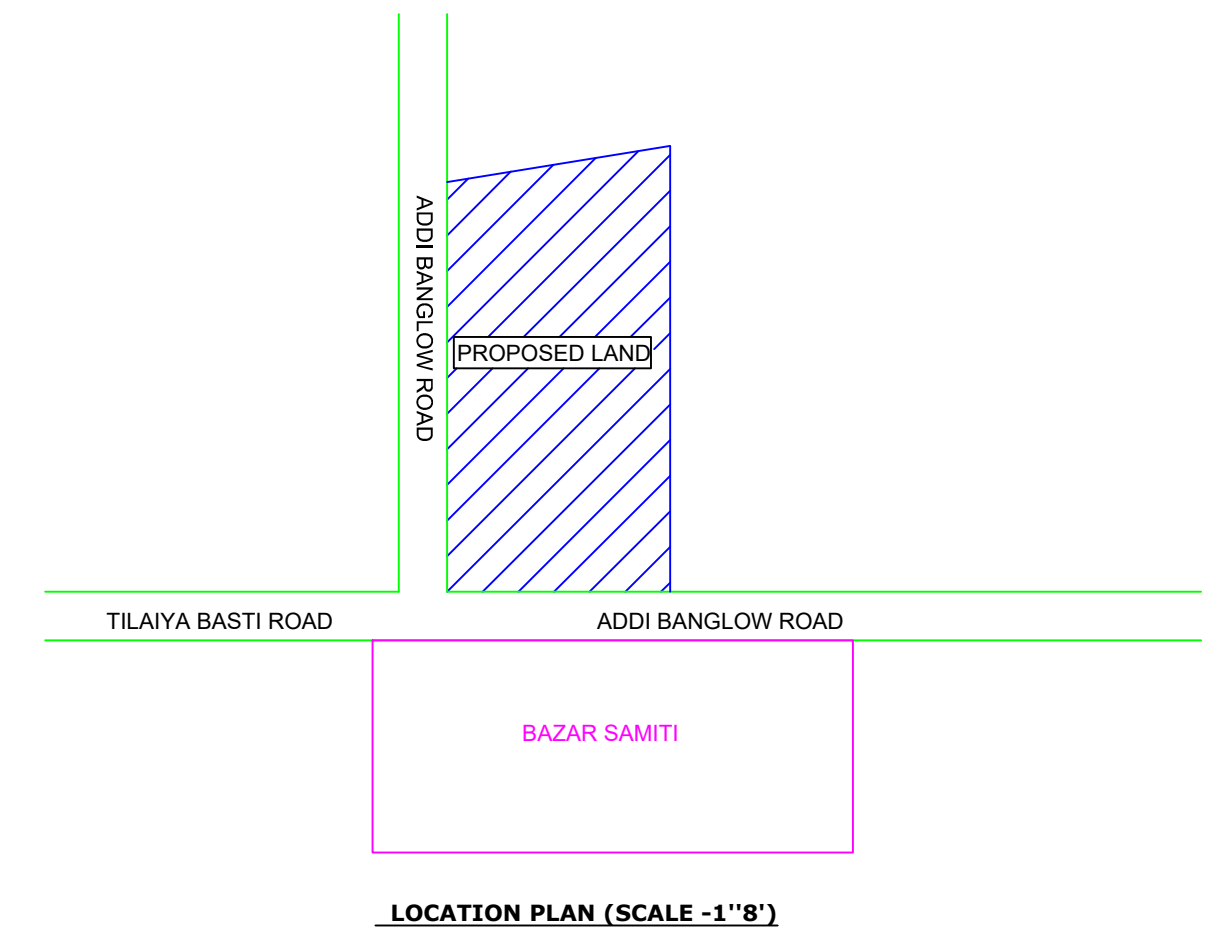 ADDI BANGLOW ROAD
PROPOSED LAND
TILAIYA BASTI ROAD
ADDI BANGLOW ROAD
BAZAR SAMITI
LOCATION PLAN (SCALE -1''8')